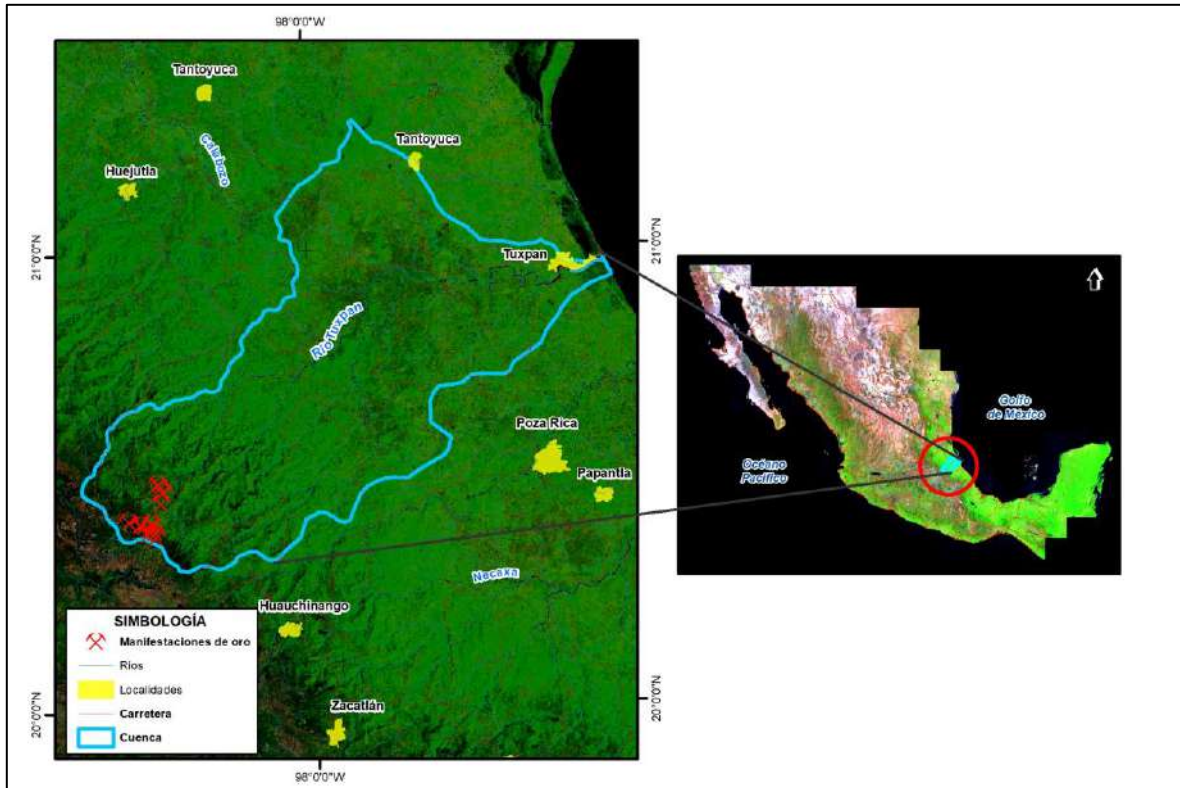 98°0'0"W
Tantoyuca
Calabozo
Tantoyuca
Huejutla
21°0'0"N
21°0'0"N
Tuxpan
Río Tuxpan
Golfo
de México
Océano
Pacífico
Poza Rica
Papantla
Necaxa
Huauchinango
SIMBOLOGÍA
Manifestaciones de oro
Ríos
Localidades
Carretera
Cuenca
Zacatlán
20°0'0"N
20°0'0"N
98°0'0"W